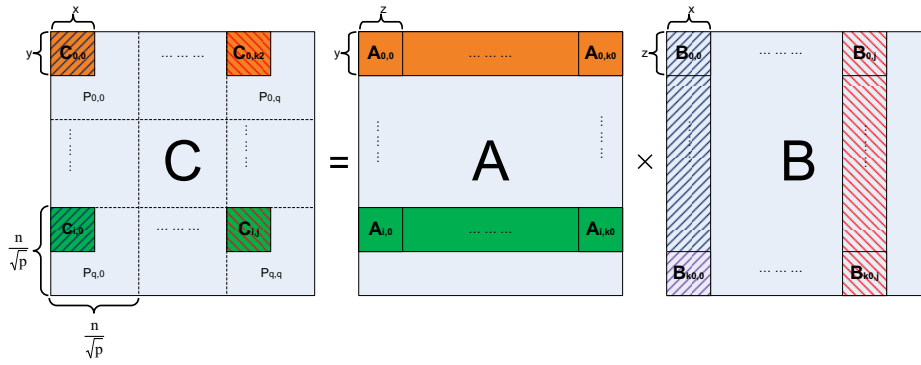 x z x
y C0,0 ... ... ... C0,k2 y A0,0 ... ... ... A0,k0 z B0,0 ... ... ... B0,j
P0,0 P0,q
C = A × B
n/√p Ci,0 ... ... ... Ci,j Ai,0 ... ... ... Ai,k0
Pq,0 Pq,q Bk0,0 ... ... ... Bk0,j
n/√p